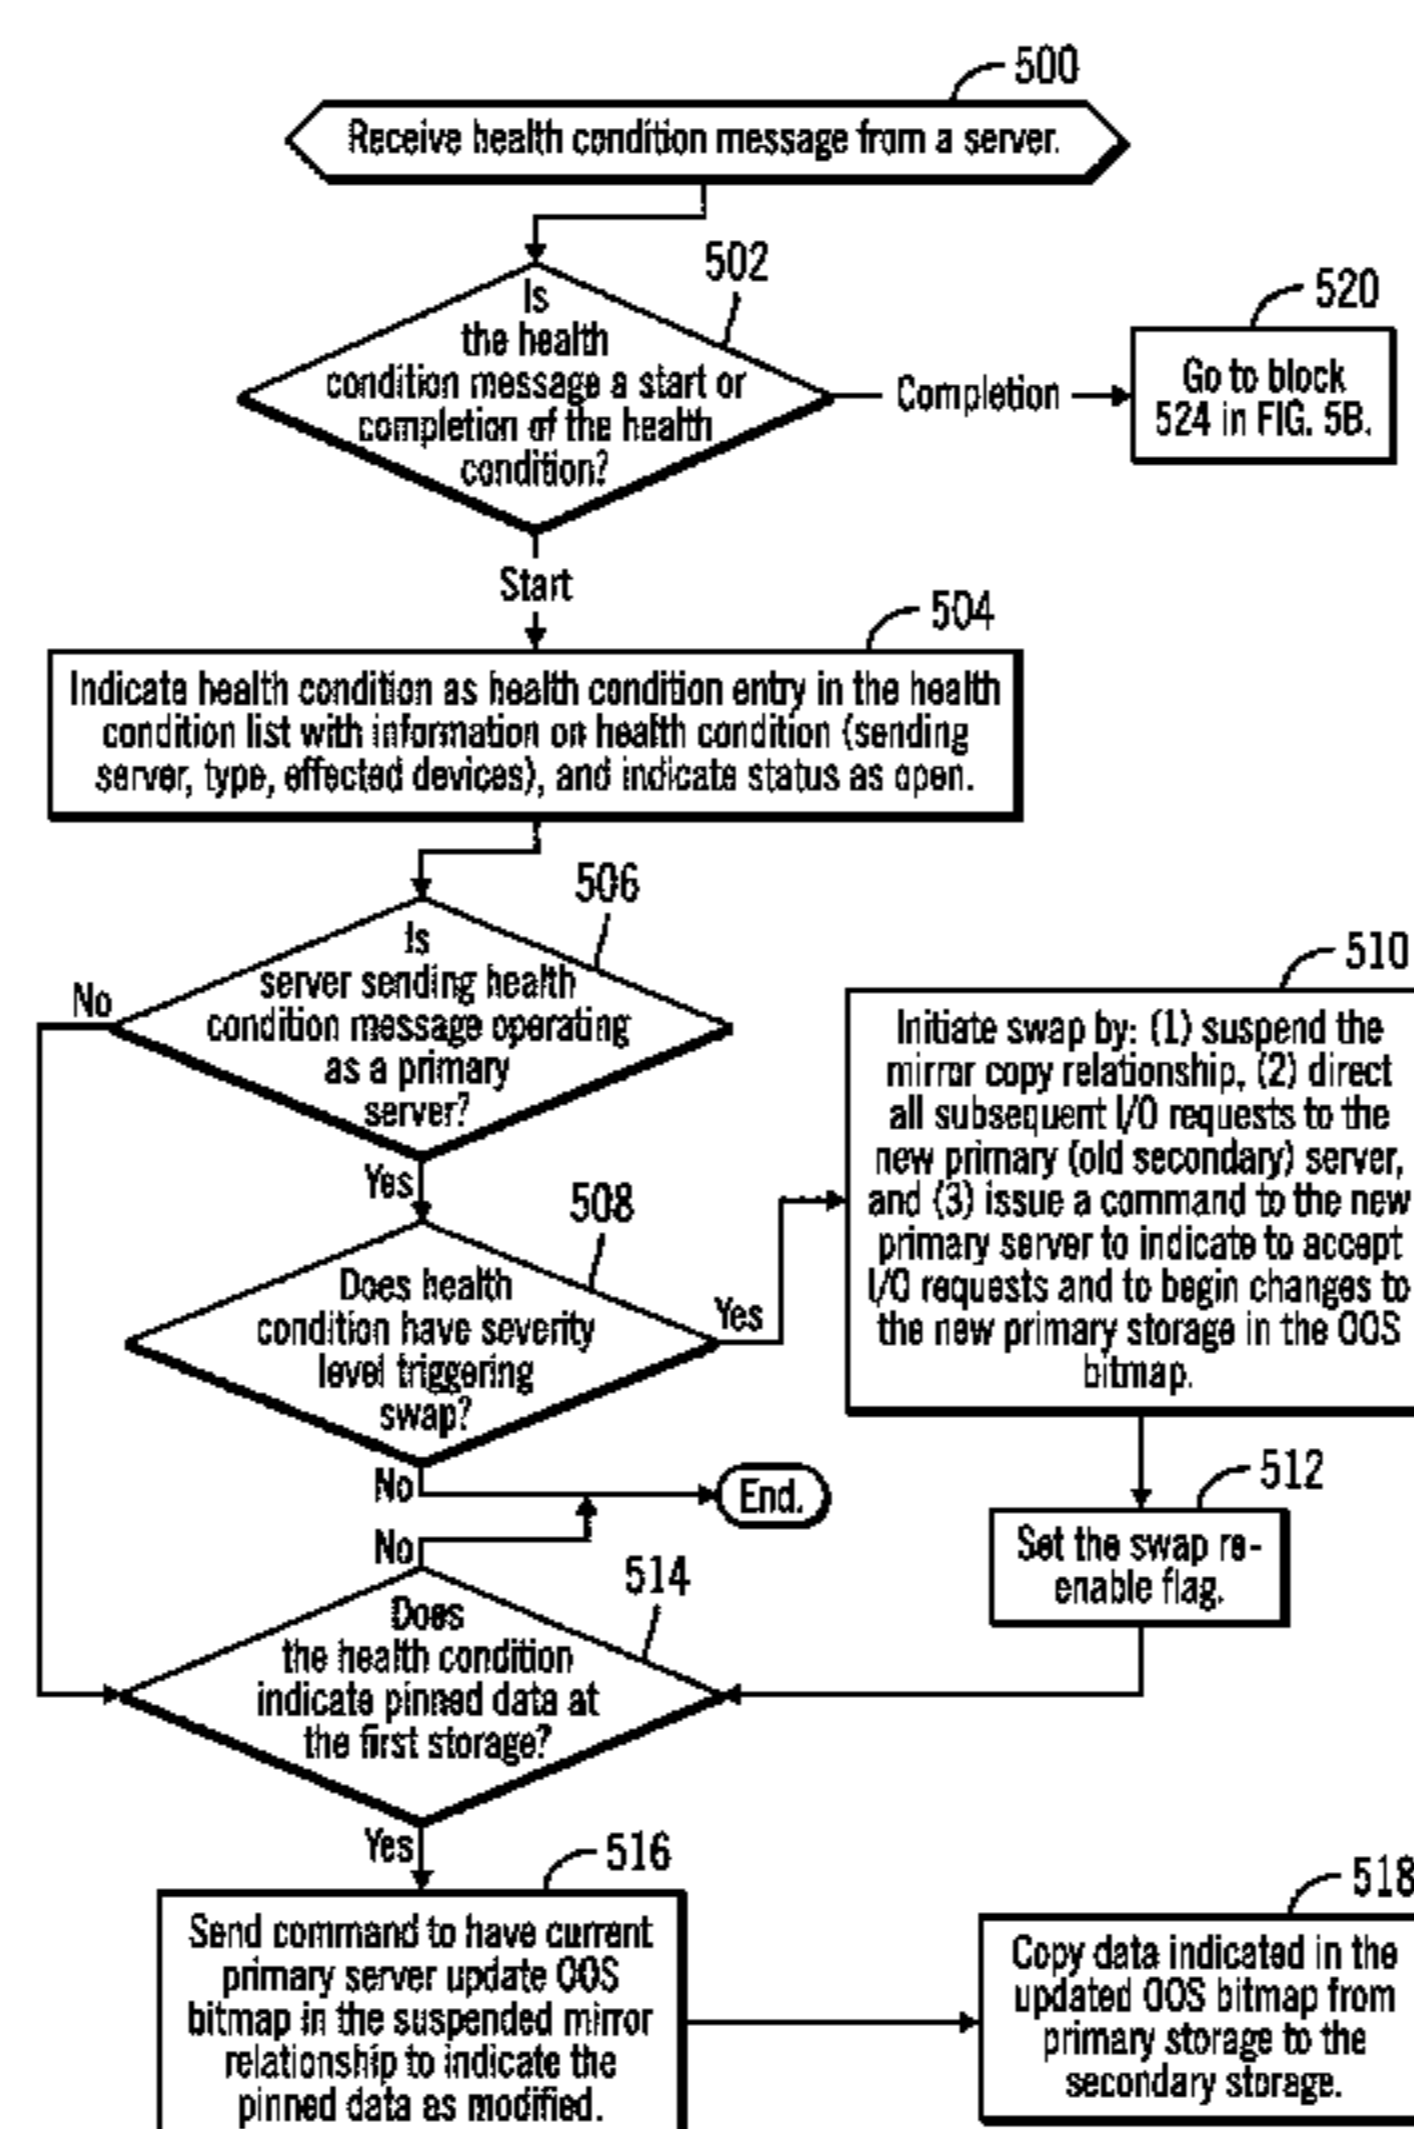 500
Receive health condition message from a server.
502
Is
the health
condition message a start or
completion of the health
condition?
Completion
520
Go to block
524 in FIG. 5B.
Start
504
Indicate health condition as health condition entry in the health
condition list with information on health condition (sending
server, type, effected devices), and indicate status as open.
506
Is
server sending health
condition message operating
as a primary
server?
No
Yes
508
Does health
condition have severity
level triggering
swap?
Yes
510
Initiate swap by: (1) suspend the
mirror copy relationship, (2) direct
all subsequent I/O requests to the
new primary (old secondary) server,
and (3) issue a command to the new
primary server to indicate to accept
I/O requests and to begin changes to
the new primary storage in the OOS
bitmap.
No
End.
512
Set the swap re-
enable flag.
No
514
Does
the health condition
indicate pinned data at
the first storage?
Yes
516
Send command to have current
primary server update OOS
bitmap in the suspended mirror
relationship to indicate the
pinned data as modified.
518
Copy data indicated in the
updated OOS bitmap from
primary storage to the
secondary storage.